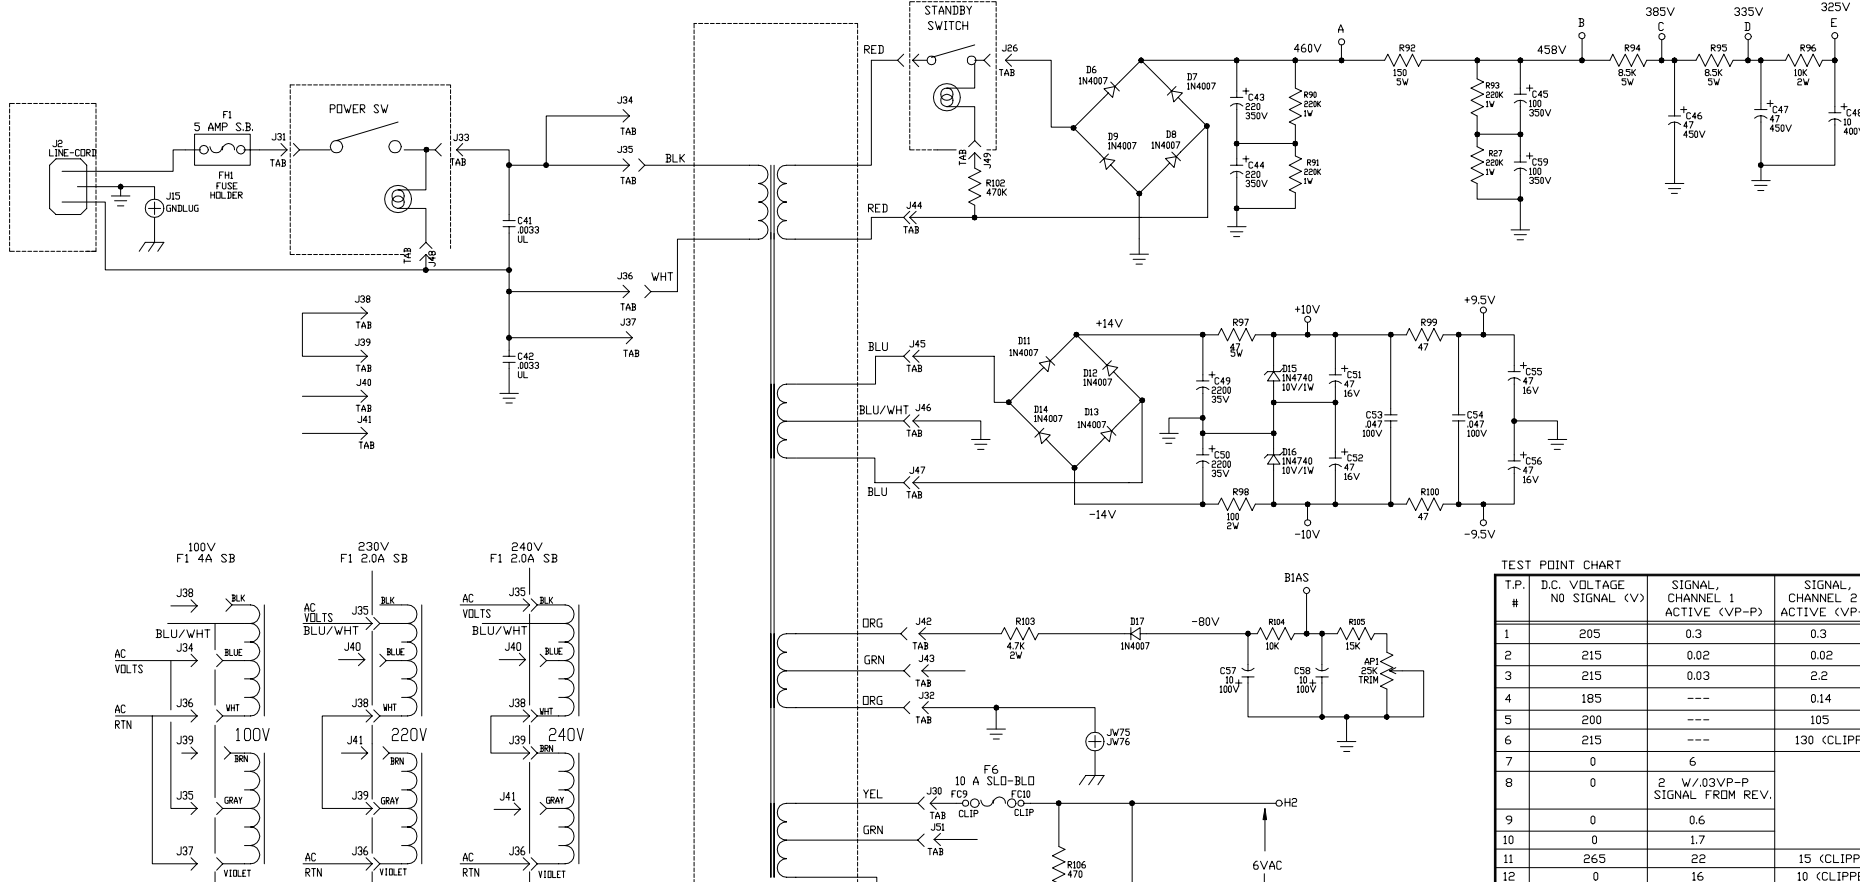 STANDBY
SWITCH
RED
J26
TAB
460V
A
R92
150
5W
458V
B
385V
C
335V
D
325V
E
R94
8.5K
5W
R95
8.5K
5W
R96
10K
2W
D6
1N4007
D7
1N4007
D9
1N4007
D8
1N4007
C43
220
350V
R90
220K
1W
C44
220
350V
R91
220K
1W
R93
220K
1W
C45
100
350V
R27
220K
1W
C59
100
350V
C46
47
450V
C47
47
450V
C48
10
400V
TAB
J49
R102
470K
RED
J44
TAB
J2
LINE-CORD
F1
5 AMP S.B.
FH1
FUSE
HOLDER
J15
GNDLUG
J31
TAB
POWER SW
J33
TAB
TAB
J48
J34
TAB
J35
TAB
BLK
C41
.0033
UL
J36
TAB
WHT
J37
TAB
C42
.0033
UL
J38
TAB
J39
TAB
J40
TAB
J41
TAB
BLU
J45
TAB
BLU/WHT
J46
TAB
BLU
J47
TAB
D11
1N4007
D12
1N4007
D14
1N4007
D13
1N4007
+14V
-14V
R97
47
5W
+10V
R99
47
+9.5V
C49
2200
35V
D15
1N4740
10V/1W
C51
47
16V
C53
.047
100V
C54
.047
100V
C55
47
16V
C50
2200
35V
D16
1N4740
10V/1W
C52
47
16V
C56
47
16V
R98
100
2W
-10V
R100
47
-9.5V
100V
F1 4A SB
J38
BLK
BLU/WHT
J34
BLUE
AC
VOLTS
J36
WHT
AC
RTN
100V
J39
BRN
J35
GRAY
J37
VIOLET
230V
F1 2.0A SB
AC
VOLTS
J35
BLK
BLU/WHT
J40
BLUE
J38
WHT
220V
J41
BRN
J39
GRAY
AC
RTN
J36
VIOLET
240V
F1 2.0A SB
AC
VOLTS
J35
BLK
BLU/WHT
J40
BLUE
J38
WHT
240V
J39
BRN
J41
GRAY
AC
RTN
J36
VIOLET
ORG
J42
TAB
R103
4.7K
2W
D17
1N4007
-80V
BIAS
R104
10K
R105
15K
GRN
J43
TAB
C57
10
100V
C58
10
100V
AP1
25K
TRIM
ORG
J32
TAB
JW75
JW76
F6
10 A SLO-BLO
YEL
J30
TAB
FC9
CLIP
FC10
CLIP
H2
GRN
J51
TAB
R106
470
6VAC
TEST POINT CHART
T.P. # D.C. VOLTAGE NO SIGNAL (V) SIGNAL, CHANNEL 1 ACTIVE (VP-P) SIGNAL, CHANNEL 2 ACTIVE (VP-
1 205 0.3 0.3
2 215 0.02 0.02
3 215 0.03 2.2
4 185 --- 0.14
5 200 --- 105
6 215 --- 130 (CLIPP
7 0 6
8 0 2 W/.03VP-P
SIGNAL FROM REV.
9 0 0.6
10 0 1.7
11 265 22 15 (CLIPP
12 0 16 10 (CLIPPE